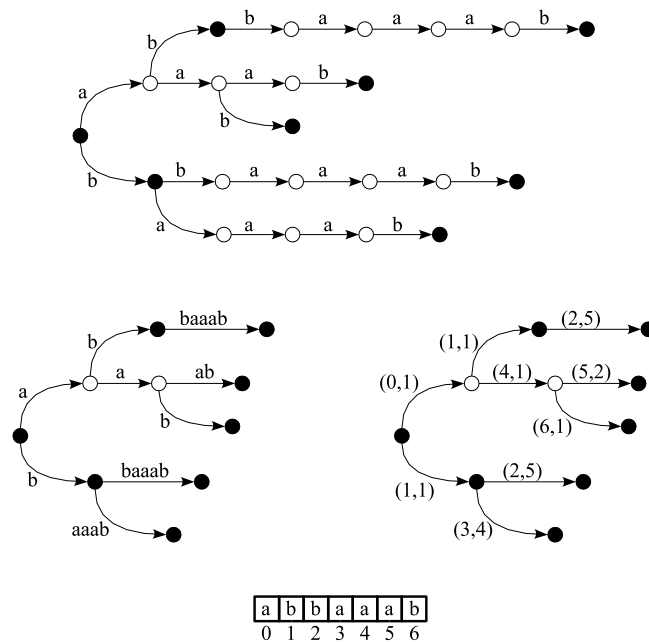 b a a a b
b
a a b
a
b
b a a a b
b
a a b
a
baaab
b
a ab
a
b
baaab
b
aaab
(2,5)
(1,1)
(4,1) (5,2)
(0,1)
(6,1)
(2,5)
(1,1)
(3,4)
a b b a a a b
0 1 2 3 4 5 6